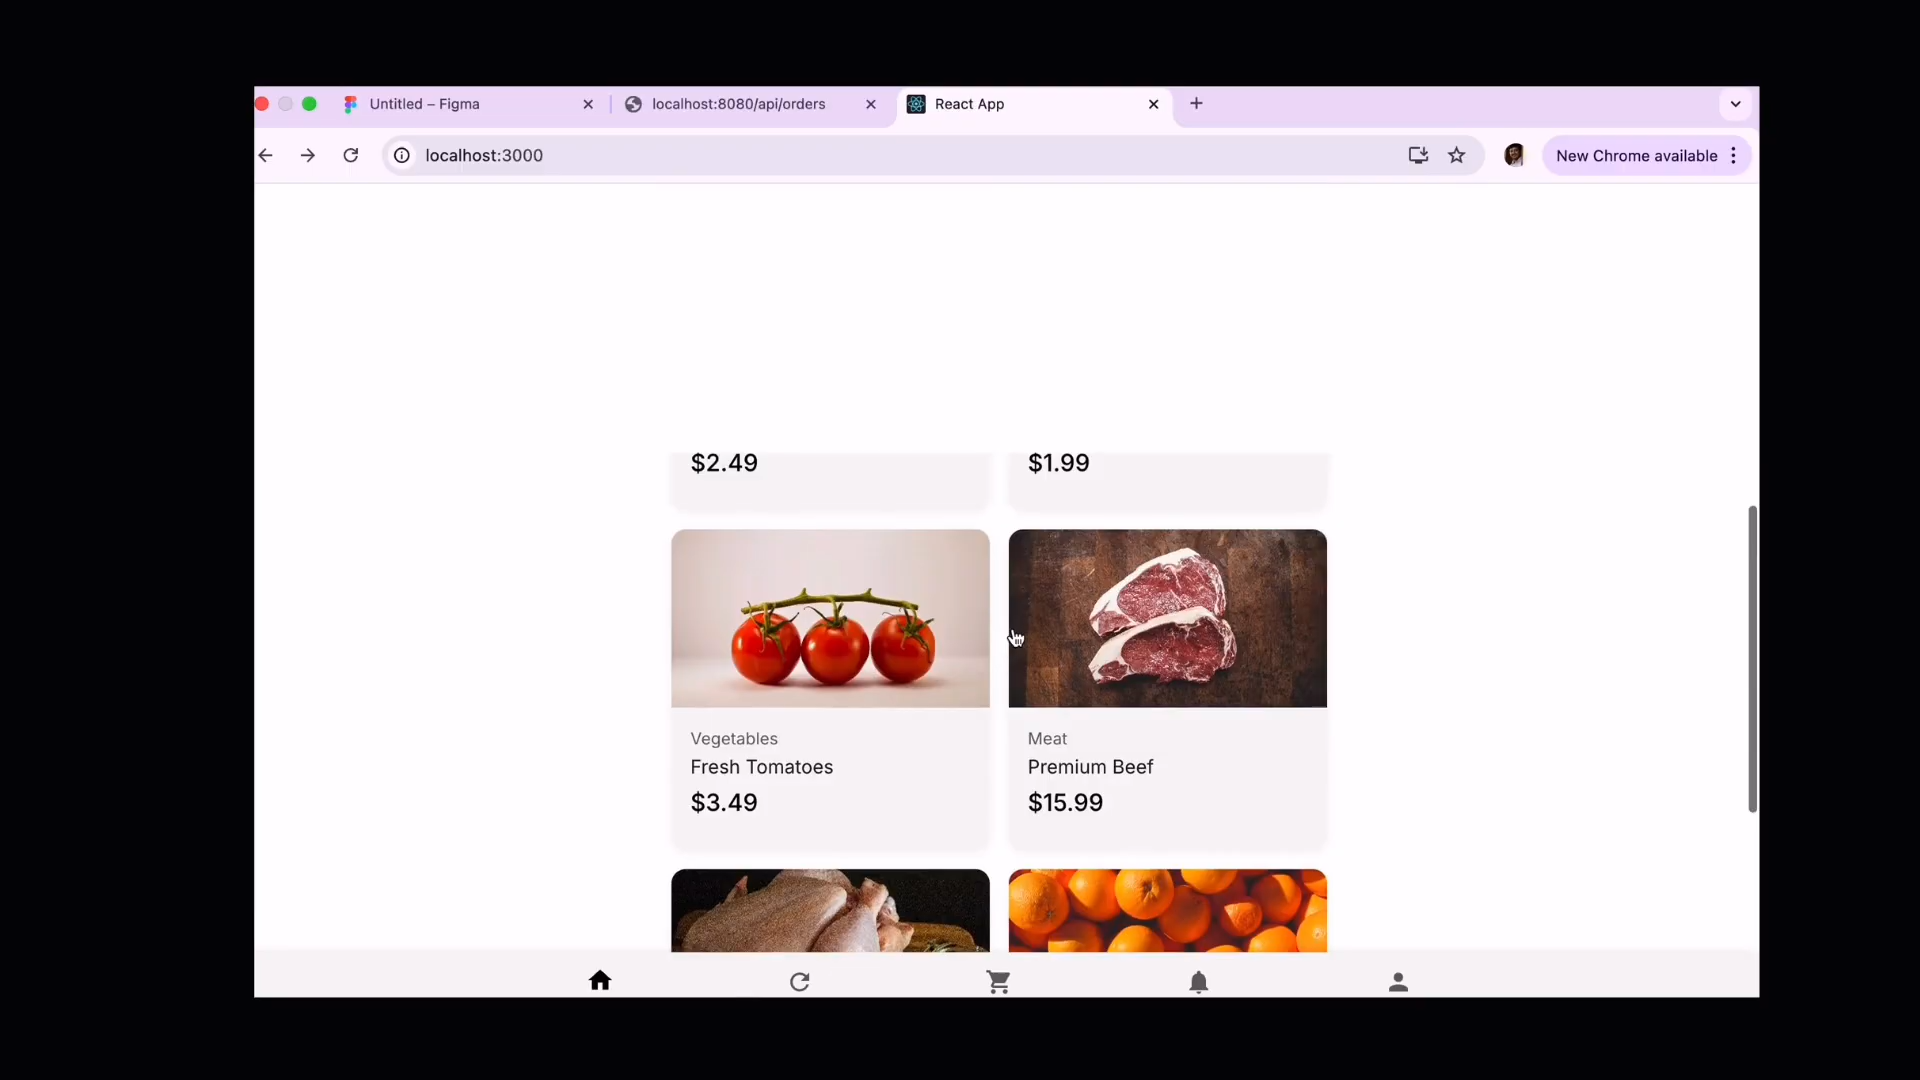 Untitled – Figma
localhost:8080/api/orders
React App
localhost:3000
New Chrome available
$2.49
$1.99
Vegetables
Fresh Tomatoes
$3.49
Meat
Premium Beef
$15.99